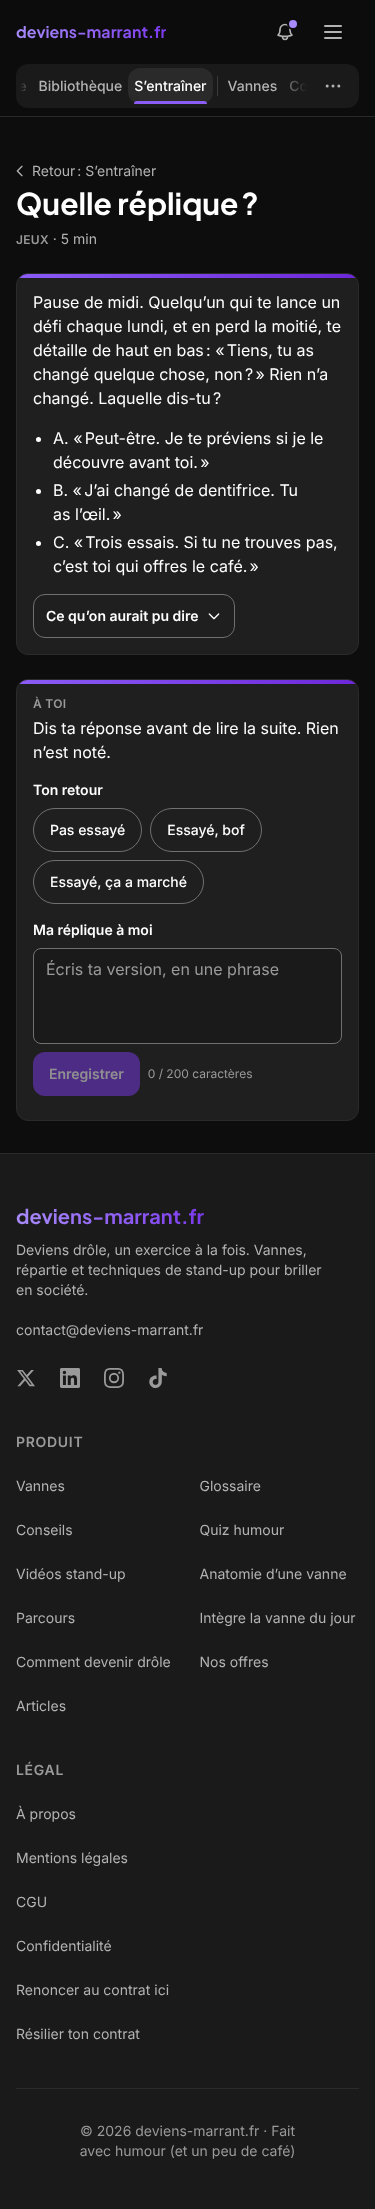 deviens-marrant.fr
Bibliothèque S’entraîner Vannes
Retour : S’entraîner
Quelle réplique ?
JEUX · 5 min
Pause de midi. Quelqu’un qui te lance un
défi chaque lundi, et en perd la moitié, te
détaille de haut en bas : « Tiens, tu as
changé quelque chose, non ? » Rien n’a
changé. Laquelle dis-tu ?
• A. « Peut-être. Je te préviens si je le
découvre avant toi. »
• B. « J’ai changé de dentifrice. Tu
as l’œil. »
• C. « Trois essais. Si tu ne trouves pas,
c’est toi qui offres le café. »
Ce qu’on aurait pu dire
À TOI
Dis ta réponse avant de lire la suite. Rien
n’est noté.
Ton retour
Pas essayé Essayé, bof
Essayé, ça a marché
Ma réplique à moi
Écris ta version, en une phrase
Enregistrer 0 / 200 caractères
deviens-marrant.fr
Deviens drôle, un exercice à la fois. Vannes,
répartie et techniques de stand-up pour briller
en société.
contact@deviens-marrant.fr
PRODUIT
Vannes Glossaire
Conseils Quiz humour
Vidéos stand-up Anatomie d’une vanne
Parcours Intègre la vanne du jour
Comment devenir drôle Nos offres
Articles
LÉGAL
À propos
Mentions légales
CGU
Confidentialité
Renoncer au contrat ici
Résilier ton contrat
© 2026 deviens-marrant.fr · Fait
avec humour (et un peu de café)